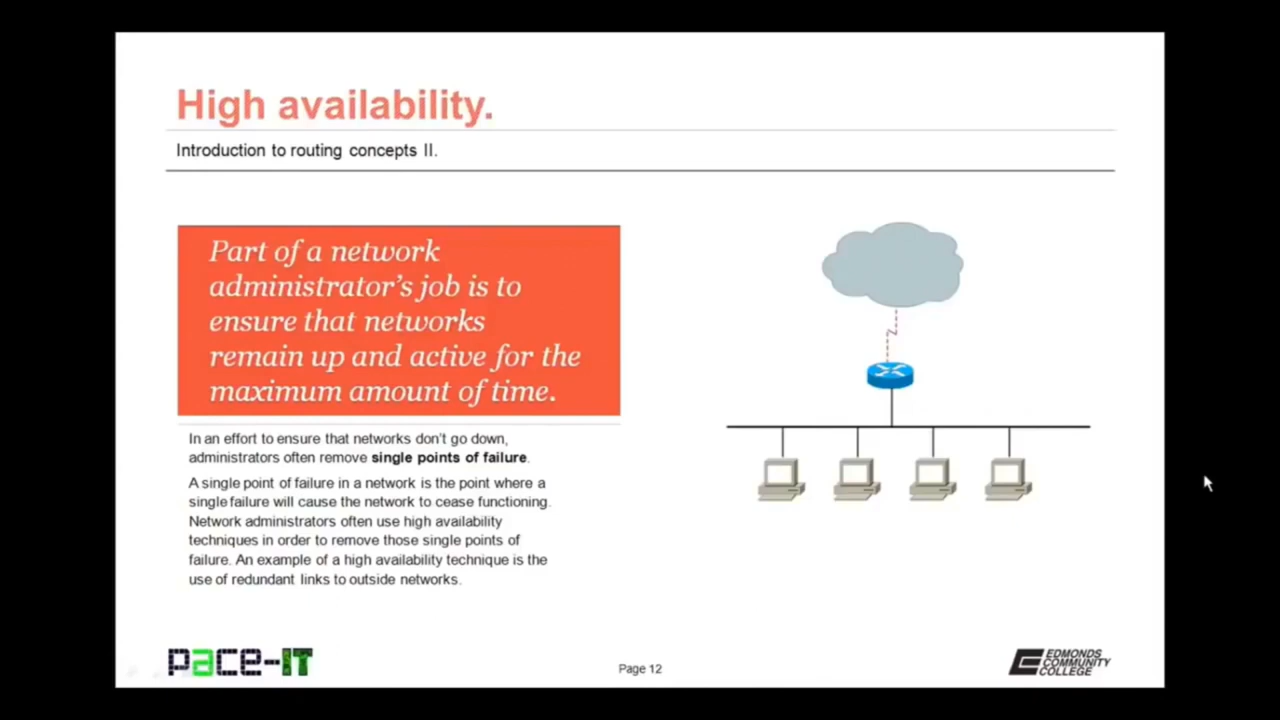 High availability.
Introduction to routing concepts II.
Part of a network
administrator’s job is to
ensure that networks
remain up and active for the
maximum amount of time.
In an effort to ensure that networks don’t go down,
administrators often remove single points of failure.
A single point of failure in a network is the point where a
single failure will cause the network to cease functioning.
Network administrators often use high availability
techniques in order to remove those single points of
failure. An example of a high availability technique is the
use of redundant links to outside networks.
pace-IT
Page 12
EDMONDS
COMMUNITY
COLLEGE